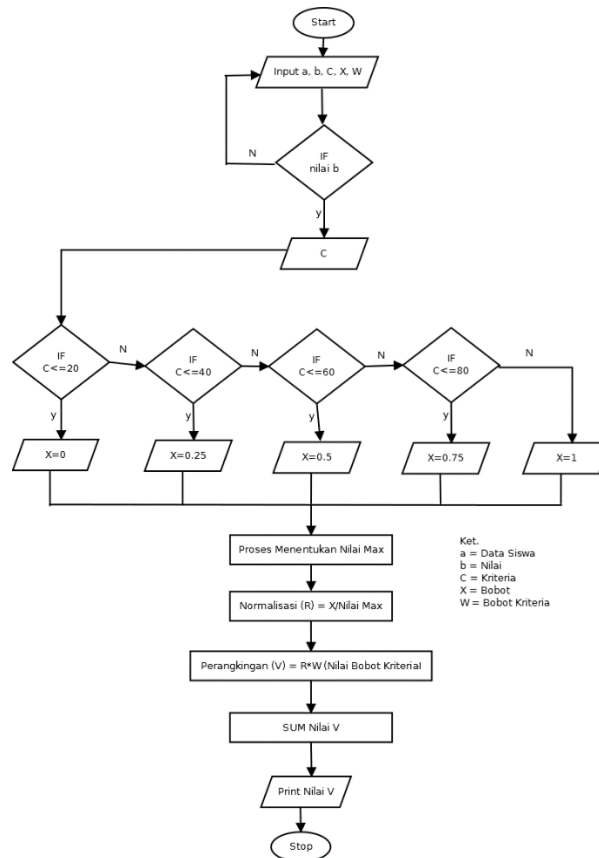 Start
Input a, b, C, X, W
N
IF
nilai b
y
C
IF
C<=20
N
IF
C<=40
N
IF
C<=60
N
IF
C<=80
N
y
y
y
y
X=0
X=0.25
X=0.5
X=0.75
X=1
Proses Menentukan Nilai Max
Normalisasi (R) = X/Nilai Max
Perangkingan (V) = R*W (Nilai Bobot Kriteria)
SUM Nilai V
Print Nilai V
Stop
Ket.
a = Data Siswa
b = Nilai
C = Kriteria
X = Bobot
W = Bobot Kriteria